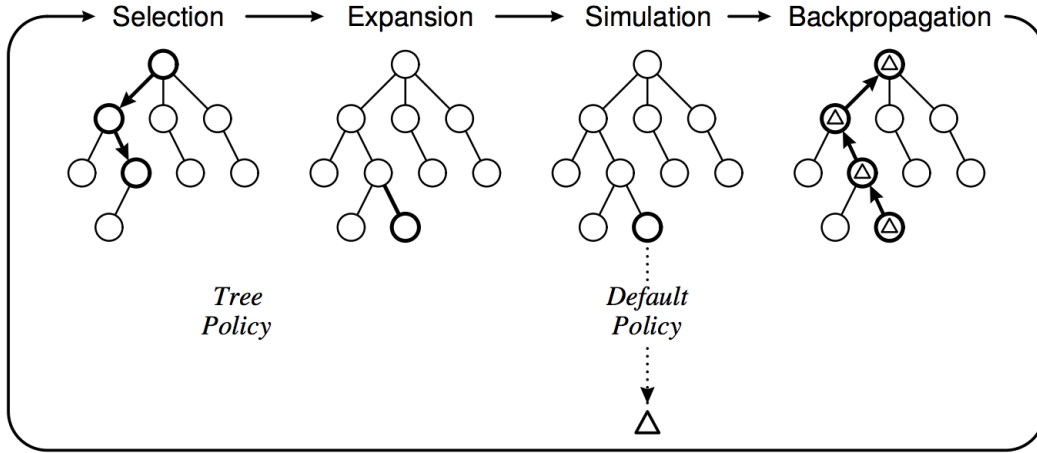 Selection
Expansion
Simulation
Backpropagation
Tree
Policy
Default
Policy